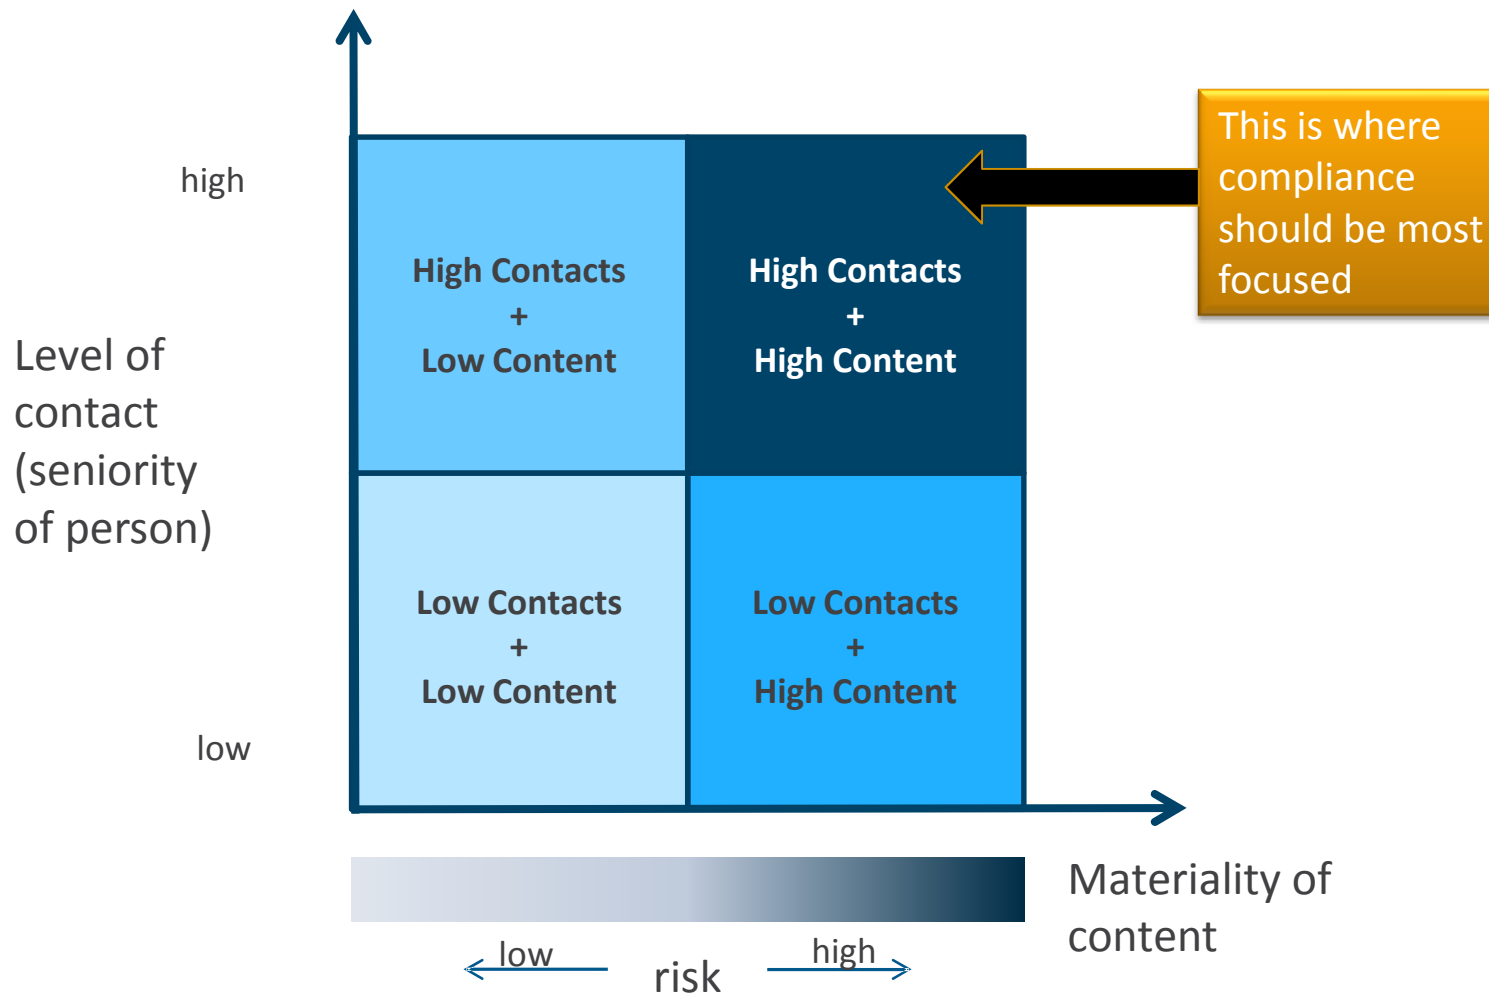 high
This is where
compliance
should be most
focused
High Contacts
+
Low Content
High Contacts
+
High Content
Level of
contact
(seniority
of person)
Low Contacts
+
Low Content
Low Contacts
+
High Content
low
Materiality of
content
low
risk
high